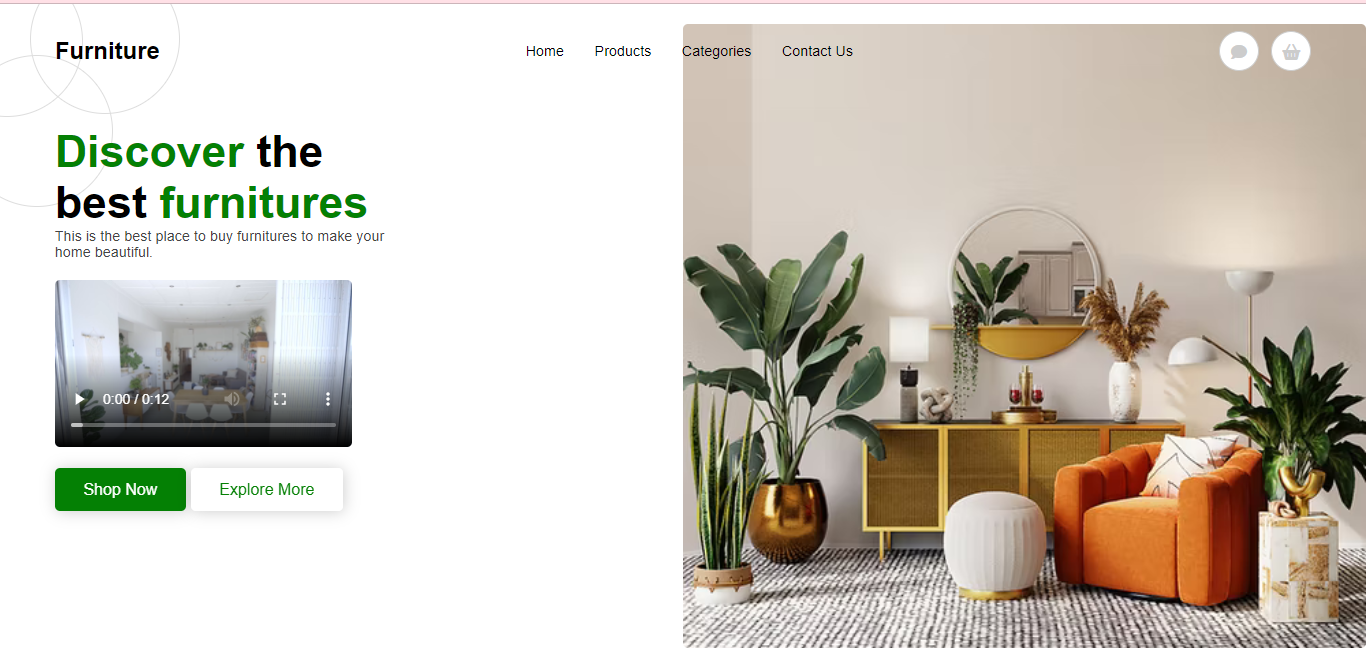 Furniture
Home Products Categories Contact Us
Discover the
best furnitures
This is the best place to buy furnitures to make your
home beautiful.
0:00 / 0:12
Shop Now Explore More